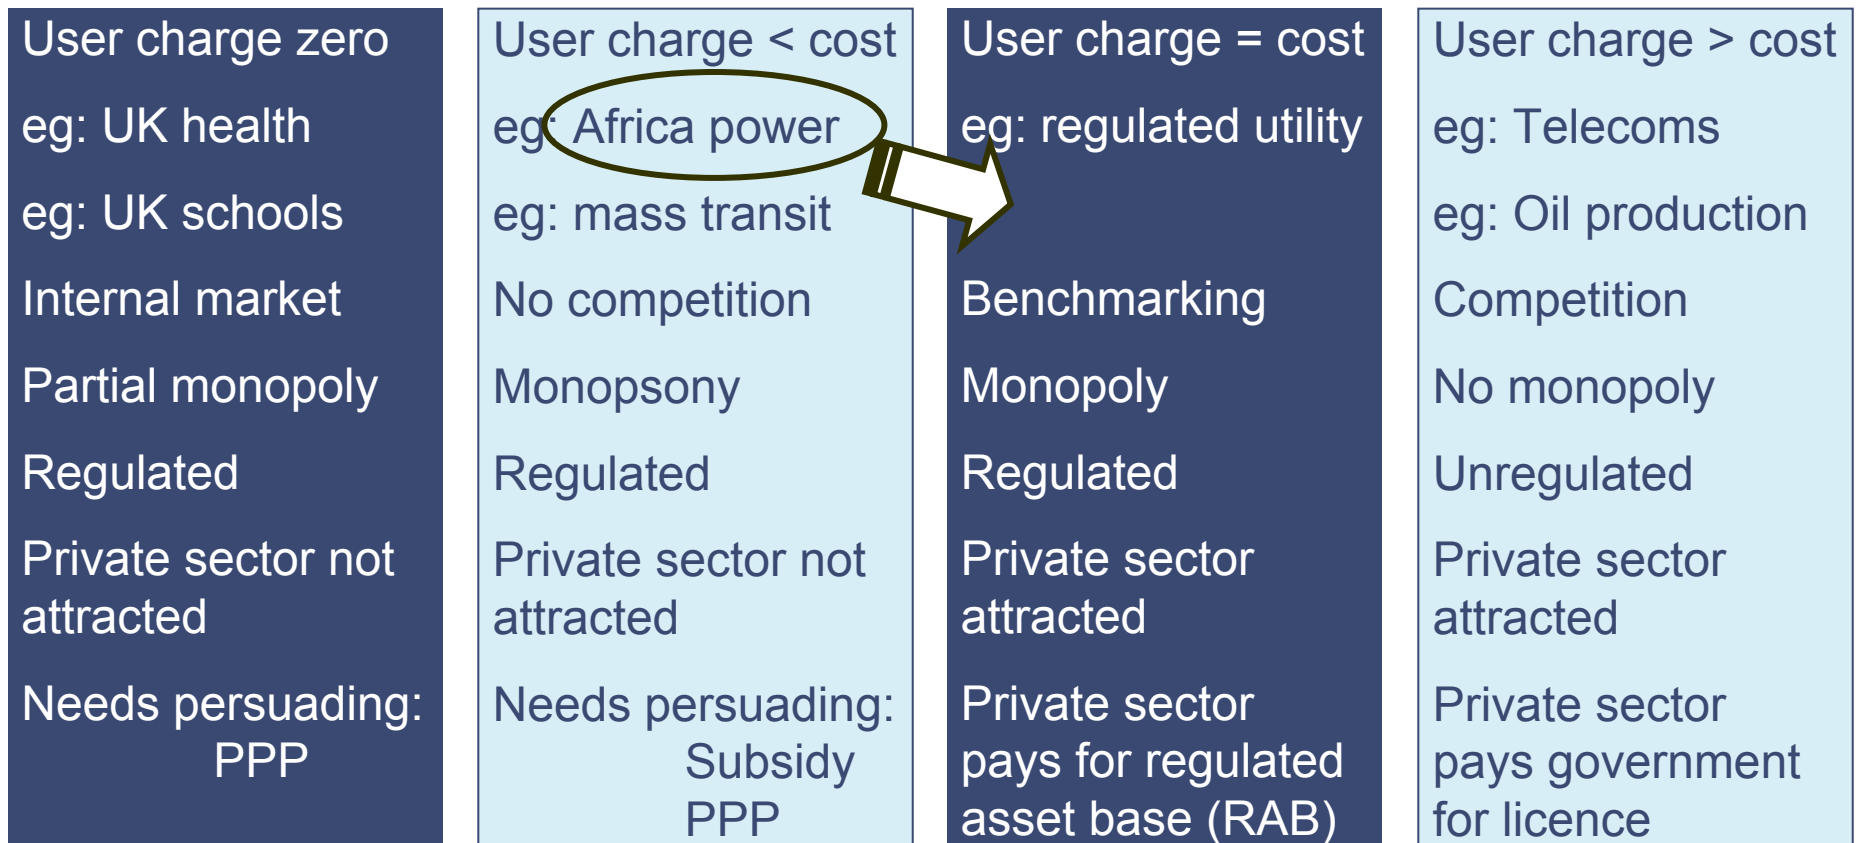 User charge zero
eg: UK health
eg: UK schools
Internal market
Partial monopoly
Regulated
Private sector not
attracted
Needs persuading:
PPP
User charge < cost
eg: Africa power
eg: mass transit
No competition
Monopsony
Regulated
Private sector not
attracted
Needs persuading:
Subsidy
PPP
User charge = cost
eg: regulated utility
Benchmarking
Monopoly
Regulated
Private sector
attracted
Private sector
pays for regulated
asset base (RAB)
User charge > cost
eg: Telecoms
eg: Oil production
Competition
No monopoly
Unregulated
Private sector
attracted
Private sector
pays government
for licence